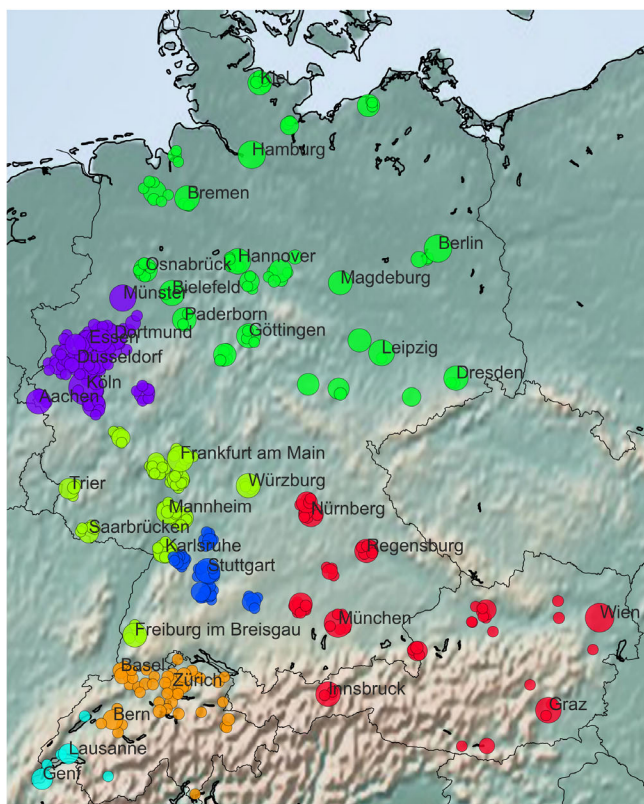 Kiel
Hamburg
Bremen
Hannover
Berlin
Osnabrück
Magdeburg
Bielefeld
Münster
Paderborn
Göttingen
Dortmund
Essen
Leipzig
Düsseldorf
Dresden
Köln
Aachen
Frankfurt am Main
Trier
Würzburg
Mannheim
Nürnberg
Saarbrücken
Karlsruhe
Regensburg
Stuttgart
München
Wien
Freiburg im Breisgau
Basel
Zürich
Innsbruck
Graz
Bern
Lausanne
Genf